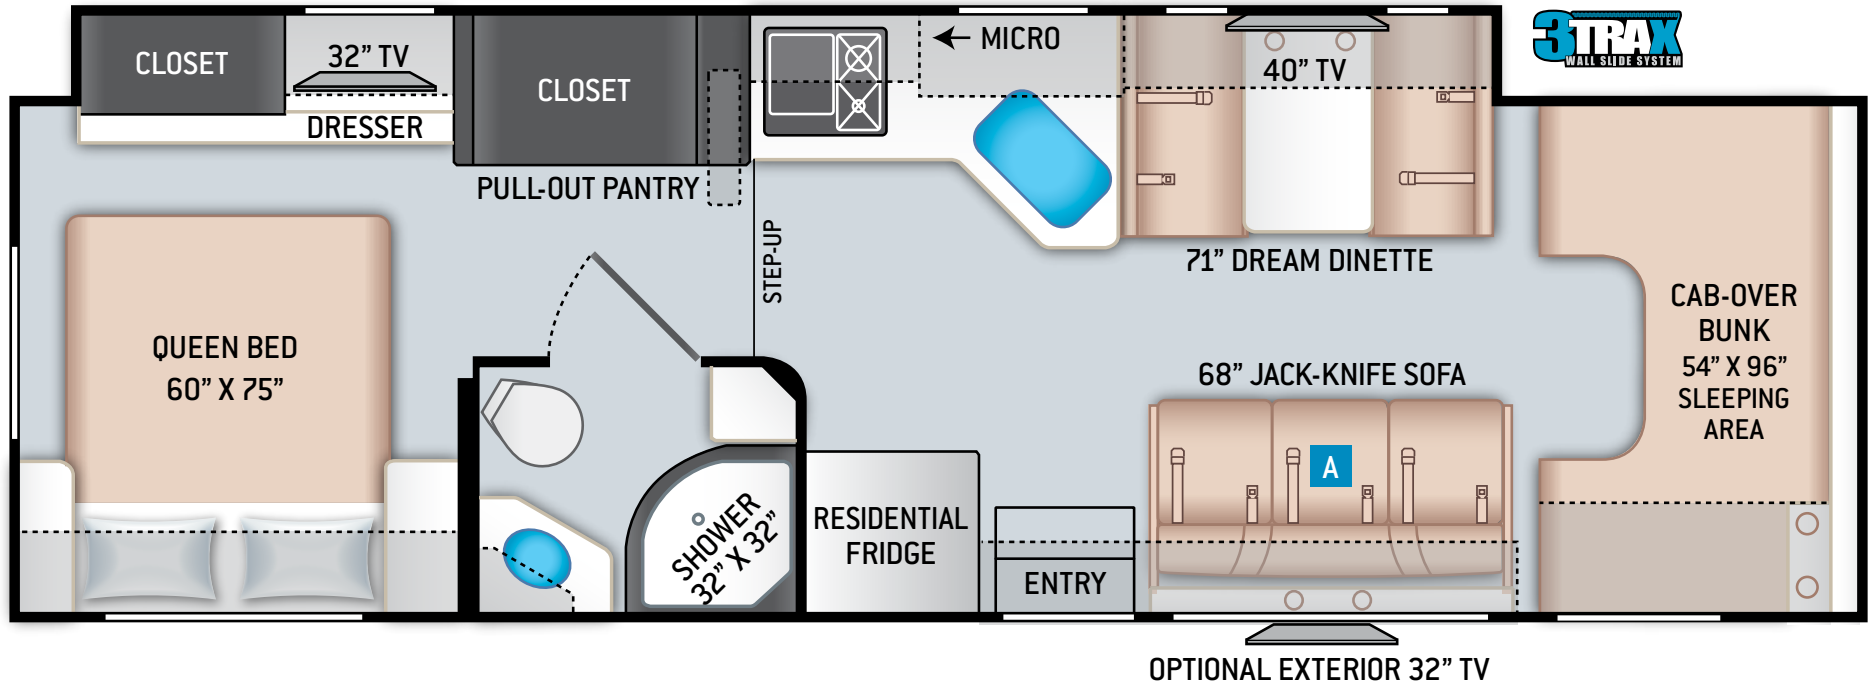 CLOSET
32” TV
DRESSER
CLOSET
PULL-OUT PANTRY
STEP-UP
MICRO
40” TV
71” DREAM DINETTE
3TRAX
WALL SLIDE SYSTEM
QUEEN BED
60” X 75”
SHOWER
32” X 32”
RESIDENTIAL
FRIDGE
ENTRY
68” JACK-KNIFE SOFA
A
CAB-OVER
BUNK
54” X 96”
SLEEPING
AREA
OPTIONAL EXTERIOR 32” TV